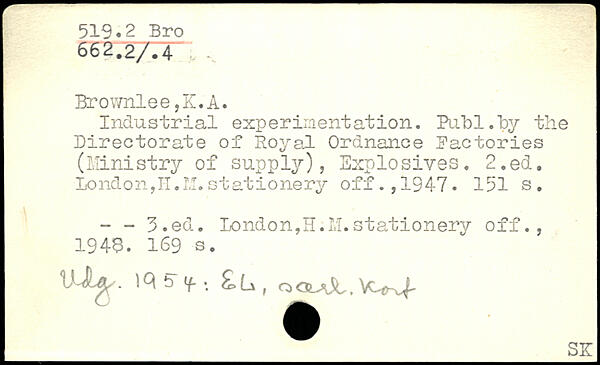 519.2 Bro
662.2/.4
Brownlee,K.A.
Industrial experimentation. Publ.by the
Directorate of Royal Ordnance Factories
(Ministry of supply), Explosives. 2.ed.
London,H.M.stationery off.,1947. 151 s.
- - 3.ed. London,H.M.stationery off.,
1948. 169 s.
Udg. 1954: EL, særl. Kort
SK